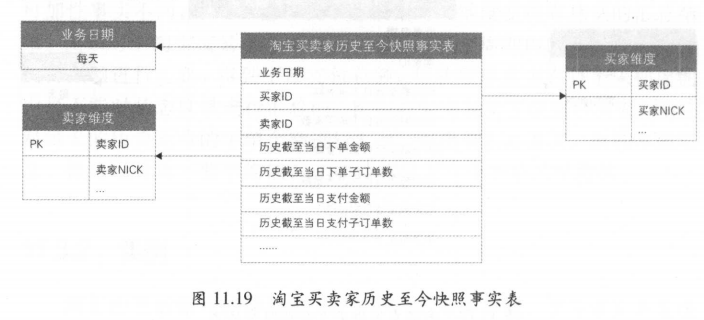 业务日期
每天
卖家维度
PK 卖家ID
卖家NICK
...
淘宝买卖家历史至今快照事实表
业务日期
买家ID
卖家ID
历史截至当日下单金额
历史截至当日下单子订单数
历史截至当日支付金额
历史截至当日支付子订单数
......
买家维度
PK 买家ID
买家NICK
...
图 11.19 淘宝买卖家历史至今快照事实表